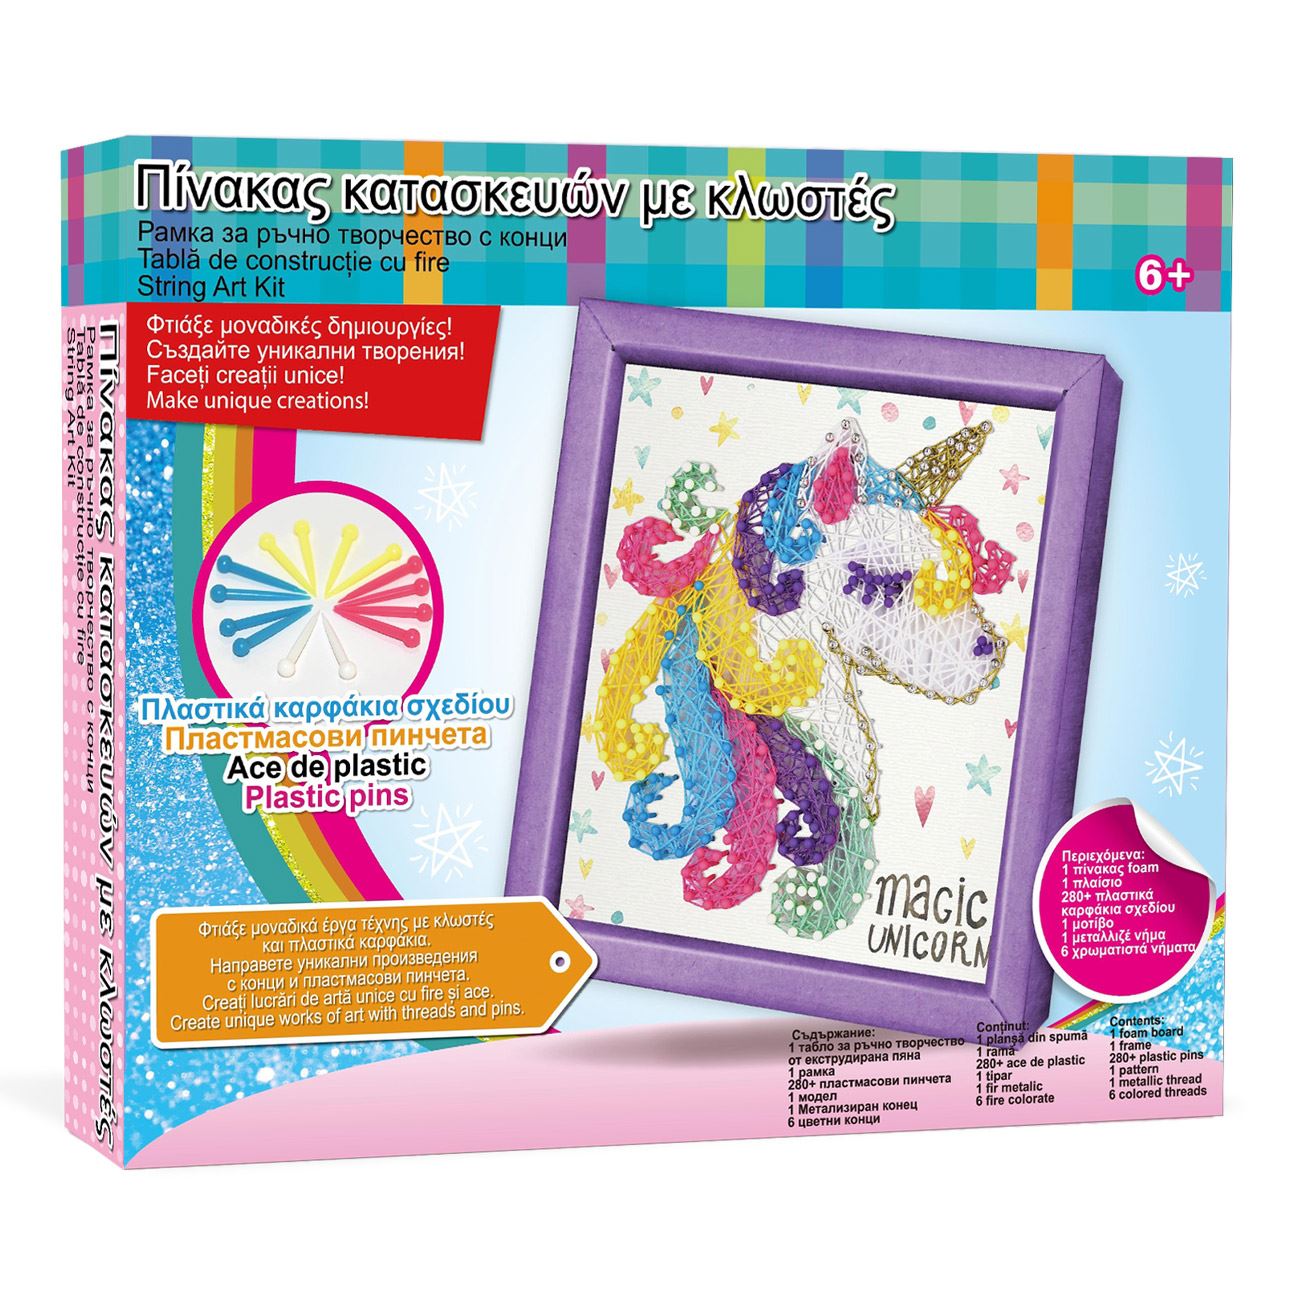 Πίνακας κατασκευών με κλωστές
Рамка за ръчно творчество с конци
Tablă de construcție cu fire
String Art Kit
6+
Φτιάξε μοναδικές δημιουργίες!
Създайте уникални творения!
Faceți creații unice!
Make unique creations!
Πίνακας κατασκευών με κλωστές
Рамка за ръчно творчество с конци
Tablă de construcție cu fire
String Art Kit
Πλαστικά καρφάκια σχεδίου
Пластмасови пинчета
Ace de plastic
Plastic pins
magic
UNICORN
Φτιάξε μοναδικά έργα τέχνης με κλωστές
και πλαστικά καρφάκια.
Направете уникални произведения
с конци и пластмасови пинчета.
Creați lucrări de artă unice cu fire și ace.
Create unique works of art with threads and pins.
Περιεχόμενα:
1 πίνακας foam
1 πλαίσιο
280+ πλαστικά
καρφάκια σχεδίου
1 μοτίβο
1 μεταλλιζέ νήμα
6 χρωματιστά νήματα
Съдържание:
1 табло за ръчно творчество
от екструдирана пяна
1 рамка
280+ пластмасови пинчета
1 модел
1 Метализиран конец
6 цветни конци
Conținut:
1 planșă din spumă
1 ramă
280+ ace de plastic
1 tipar
1 fir metalic
6 fire colorate
Contents:
1 foam board
1 frame
280+ plastic pins
1 pattern
1 metallic thread
6 colored threads